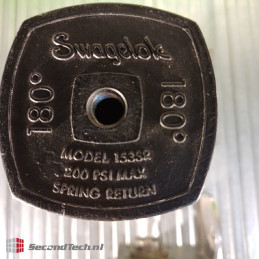 Swagelok
180°
180°
MODEL 153SR
200 PSI MAX
SPRING RETURN
SecondTech.nl